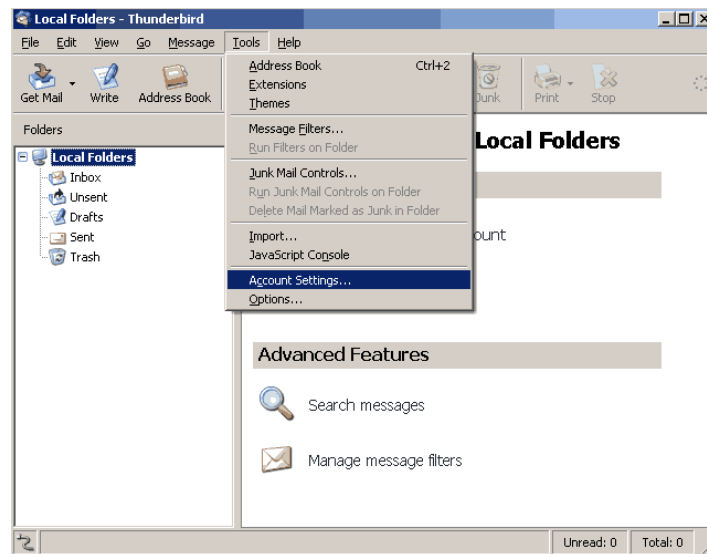 Local Folders - Thunderbird
File Edit View Go Message Tools Help
Get Mail Write Address Book Junk Print Stop
Address Book Ctrl+2
Extensions
Themes
Message Filters...
Run Filters on Folder
Junk Mail Controls...
Run Junk Mail Controls on Folder
Delete Mail Marked as Junk in Folder
Import...
JavaScript Console
Account Settings...
Options...
Folders
Local Folders
Inbox
Unsent
Drafts
Sent
Trash
Local Folders
ount
Advanced Features
Search messages
Manage message filters
Unread: 0 Total: 0